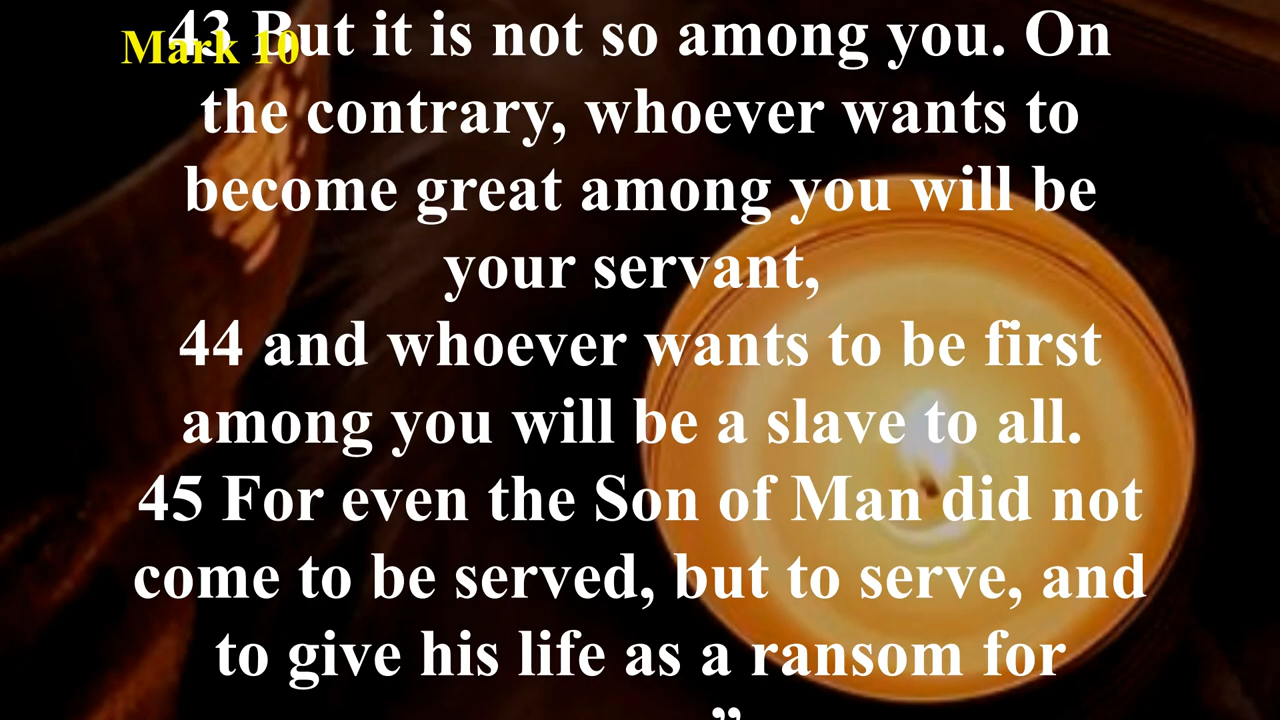 Mark 10
43 But it is not so among you. On
the contrary, whoever wants to
become great among you will be
your servant,
44 and whoever wants to be first
among you will be a slave to all.
45 For even the Son of Man did not
come to be served, but to serve, and
to give his life as a ransom for
”